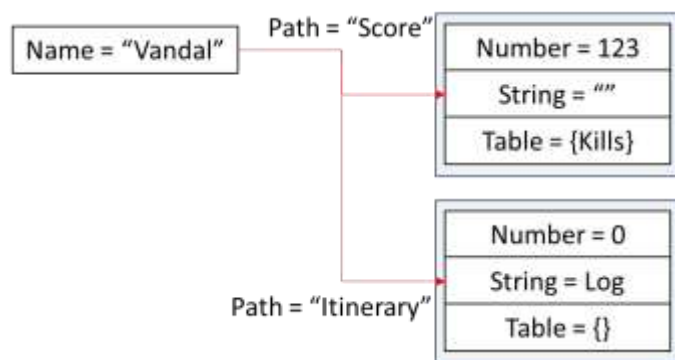 Name = “Vandal”
Path = “Score”
Number = 123
String = “”
Table = {Kills}
Path = “Itinerary”
Number = 0
String = Log
Table = {}